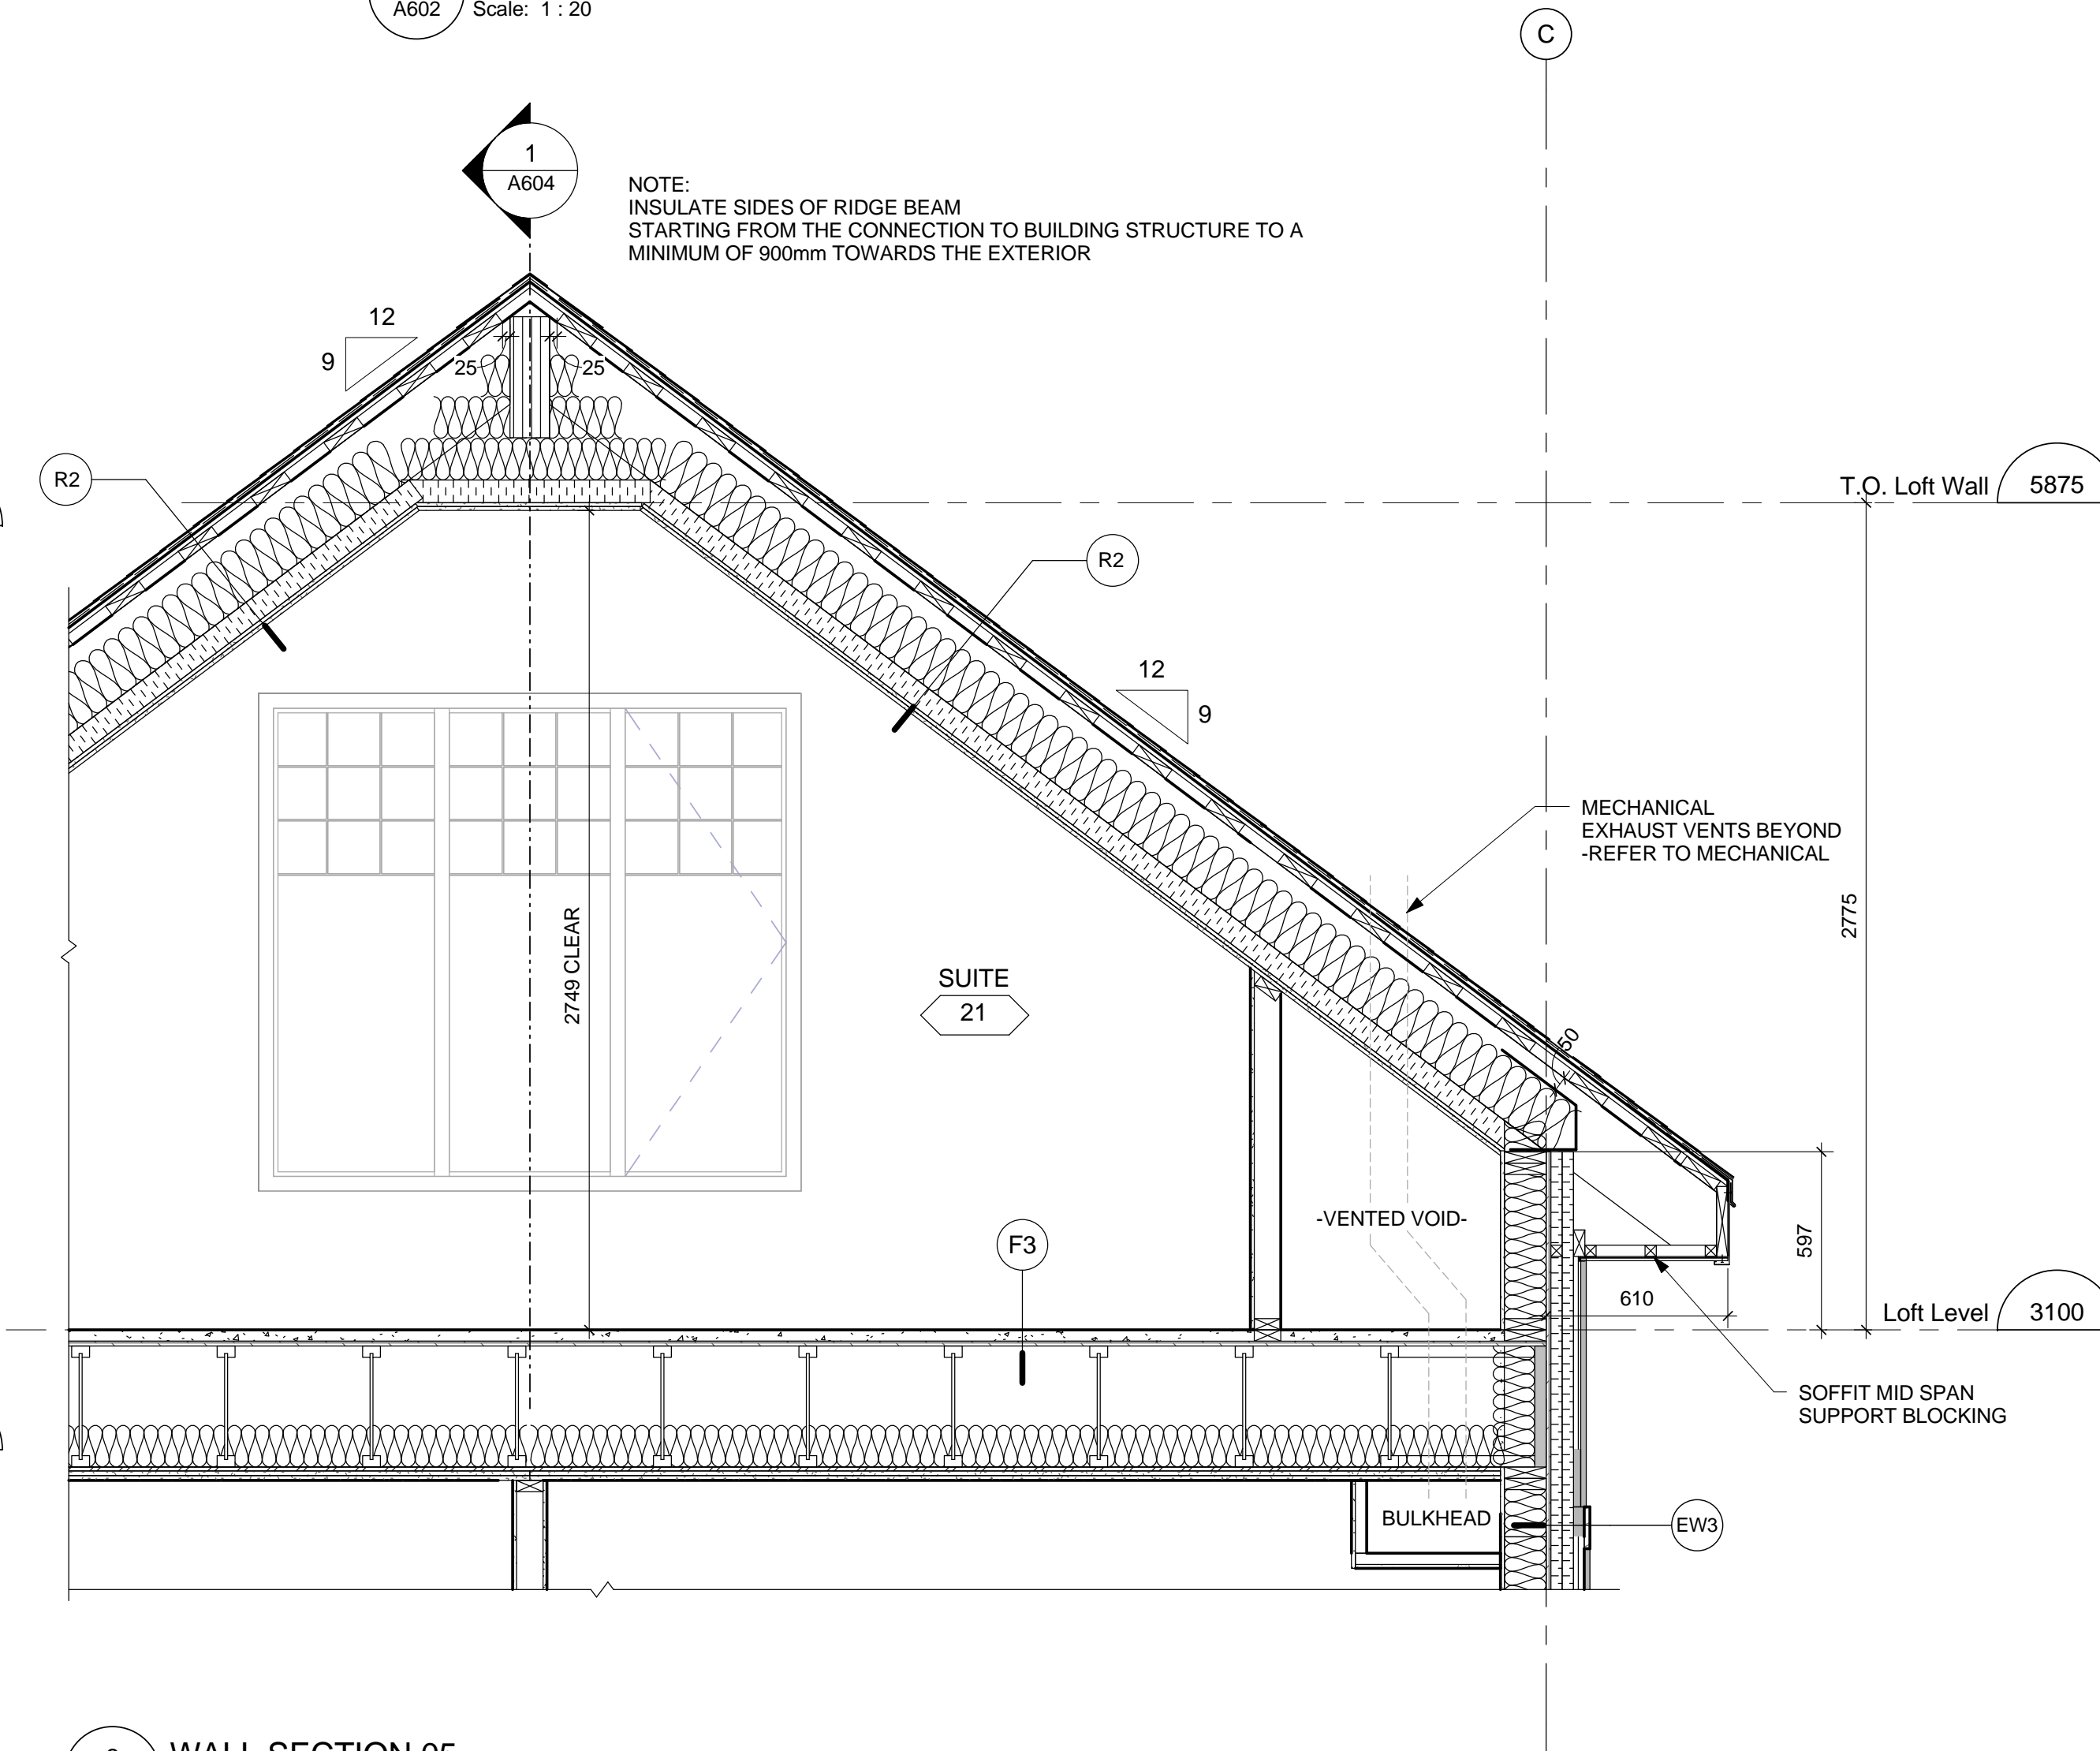 A602
Scale: 1 : 20
C
1
A604
NOTE:
INSULATE SIDES OF RIDGE BEAM
STARTING FROM THE CONNECTION TO BUILDING STRUCTURE TO A
MINIMUM OF 900mm TOWARDS THE EXTERIOR
12
9
25
25
R2
T.O. Loft Wall
5875
R2
12
9
MECHANICAL
EXHAUST VENTS BEYOND
-REFER TO MECHANICAL
2775
2749 CLEAR
SUITE
21
50
-VENTED VOID-
F3
597
610
Loft Level
3100
SOFFIT MID SPAN
SUPPORT BLOCKING
BULKHEAD
EW3
WALL SECTION 05